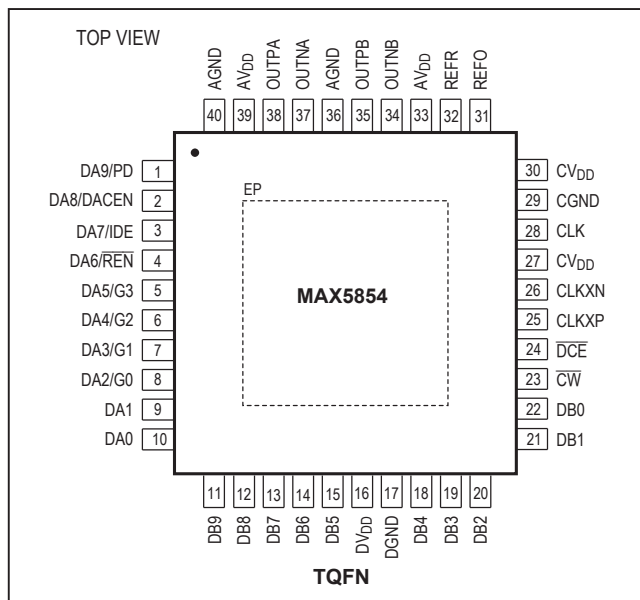 TOP VIEW
AGND
AVDD
OUTPA
OUTNA
AGND
OUTPB
OUTNB
AVDD
REFR
REFO
40 39 38 37 36 35 34 33 32 31
DA9/PD 1
DA8/DACEN 2
DA7/IDE 3
DA6/REN 4
DA5/G3 5
DA4/G2 6
DA3/G1 7
DA2/G0 8
DA1 9
DA0 10
EP
MAX5854
30 CVDD
29 CGND
28 CLK
27 CVDD
26 CLKXN
25 CLKXP
24 DCE
23 CW
22 DB0
21 DB1
11 12 13 14 15 16 17 18 19 20
DB9
DB8
DB7
DB6
DB5
DVDD
DGND
DB4
DB3
DB2
TQFN